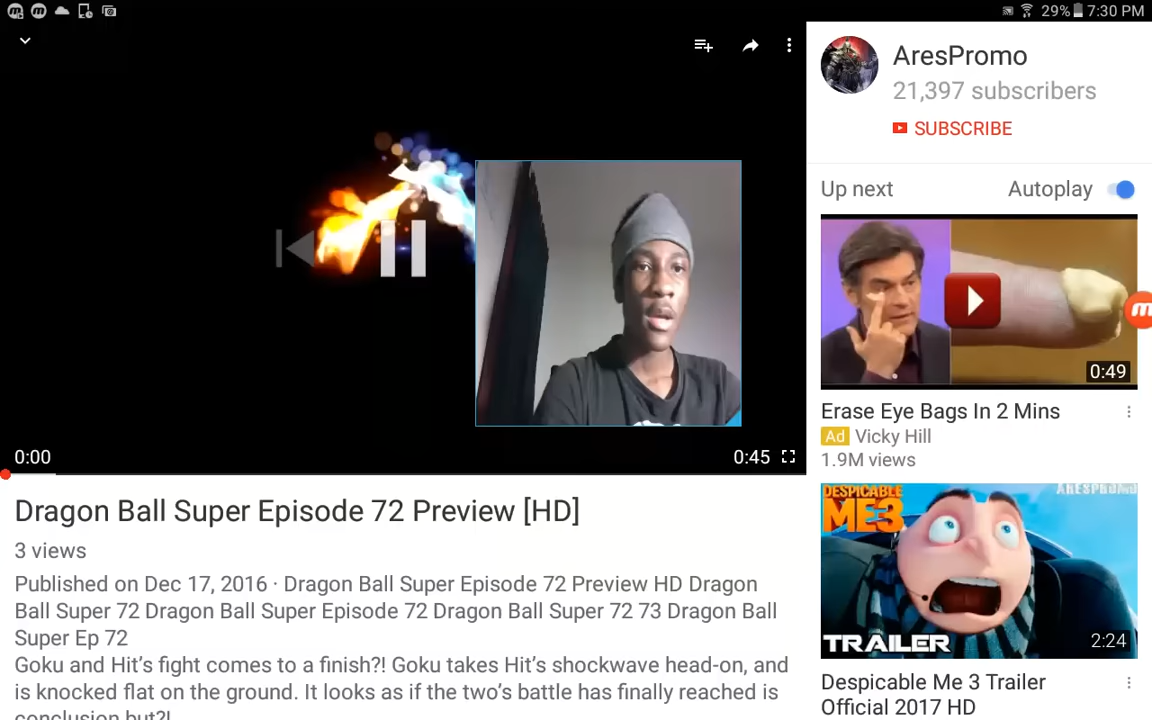 29% 7:30 PM
AresPromo
21,397 subscribers
SUBSCRIBE
Up next
Autoplay
0:49
Erase Eye Bags In 2 Mins
Ad Vicky Hill
1.9M views
DESPICABLE
ME3
ARESPROMO
TRAILER
2:24
Despicable Me 3 Trailer
Official 2017 HD
0:00
0:45
Dragon Ball Super Episode 72 Preview [HD]
3 views
Published on Dec 17, 2016 · Dragon Ball Super Episode 72 Preview HD Dragon
Ball Super 72 Dragon Ball Super Episode 72 Dragon Ball Super 72 73 Dragon Ball
Super Ep 72
Goku and Hit's fight comes to a finish?! Goku takes Hit's shockwave head-on, and
is knocked flat on the ground. It looks as if the two's battle has finally reached is
conclusion but?!